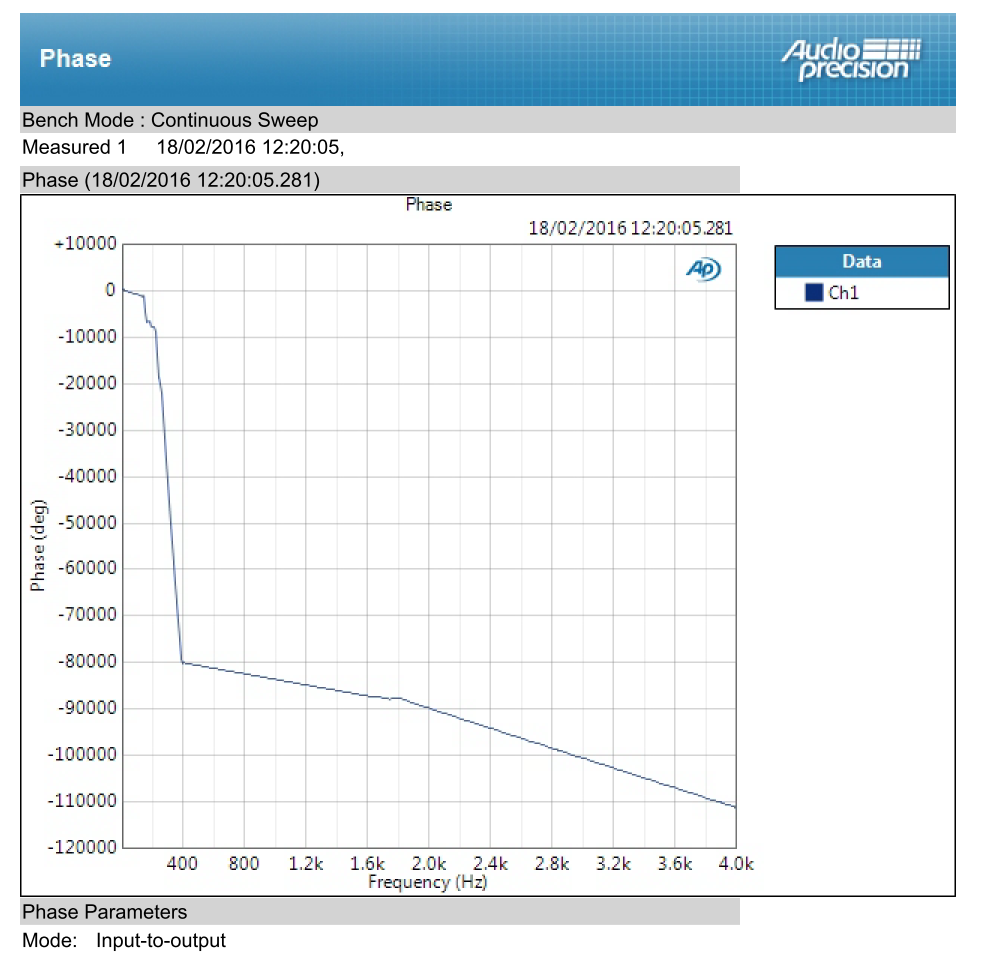 Phase
Audio precision
Bench Mode : Continuous Sweep
Measured 1 18/02/2016 12:20:05,
Phase (18/02/2016 12:20:05.281)
Phase
18/02/2016 12:20:05.281
AP
Data
Ch1
+10000
0
-10000
-20000
-30000
-40000
-50000
-60000
-70000
-80000
-90000
-100000
-110000
-120000
Phase (deg)
400 800 1.2k 1.6k 2.0k 2.4k 2.8k 3.2k 3.6k 4.0k
Frequency (Hz)
Phase Parameters
Mode: Input-to-output